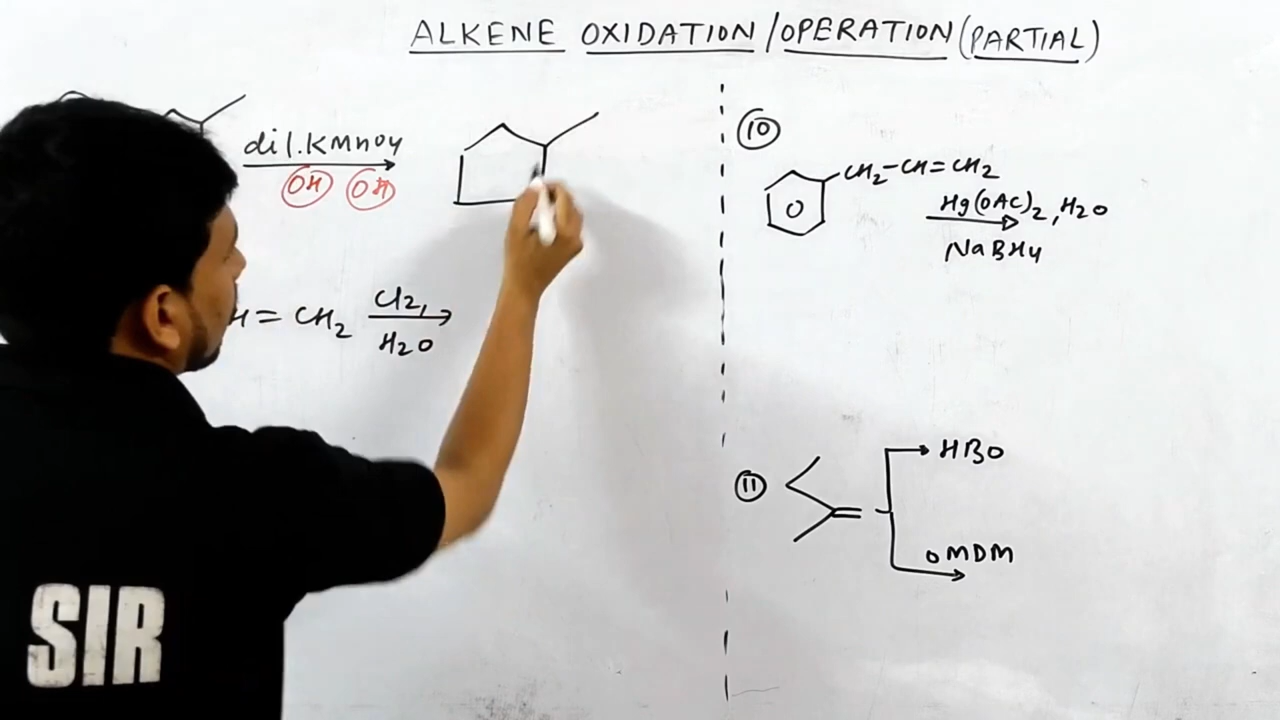 ALKENE OXIDATION/OPERATION(PARTIAL)
dil.KMnO4
OH OH
H=CH2 Cl2,
H2O
10
CH2-CH=CH2
Hg(OAC)2,H2O
NaBH4
11
HBO
OMDM
SIR